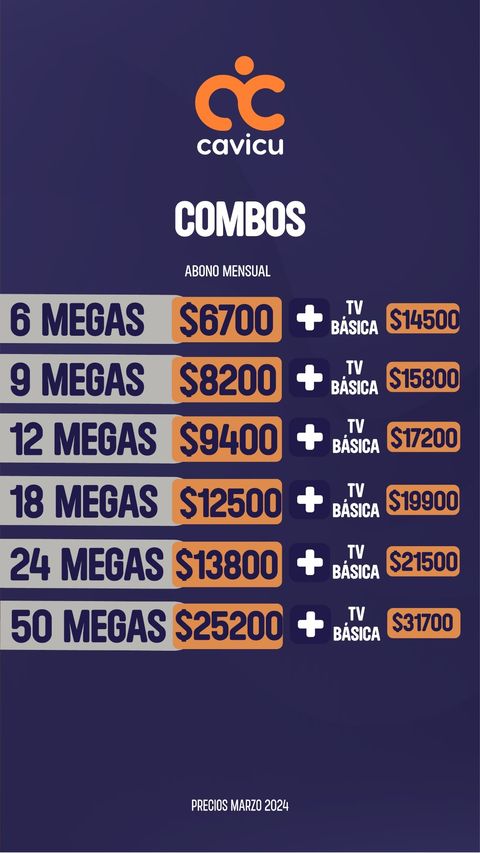 cavicu
COMBOS
ABONO MENSUAL
6 MEGAS $6700 + TV BÁSICA $14500
9 MEGAS $8200 + TV BÁSICA $15800
12 MEGAS $9400 + TV BÁSICA $17200
18 MEGAS $12500 + TV BÁSICA $19900
24 MEGAS $13800 + TV BÁSICA $21500
50 MEGAS $25200 + TV BÁSICA $31700
PRECIOS MARZO 2024